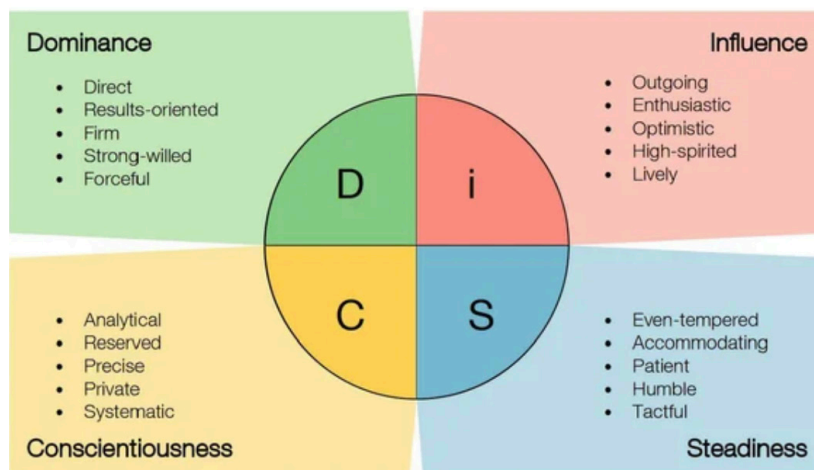 Dominance
• Direct
• Results-oriented
• Firm
• Strong-willed
• Forceful
Influence
• Outgoing
• Enthusiastic
• Optimistic
• High-spirited
• Lively
D
i
C
S
• Analytical
• Reserved
• Precise
• Private
• Systematic
Conscientiousness
• Even-tempered
• Accommodating
• Patient
• Humble
• Tactful
Steadiness